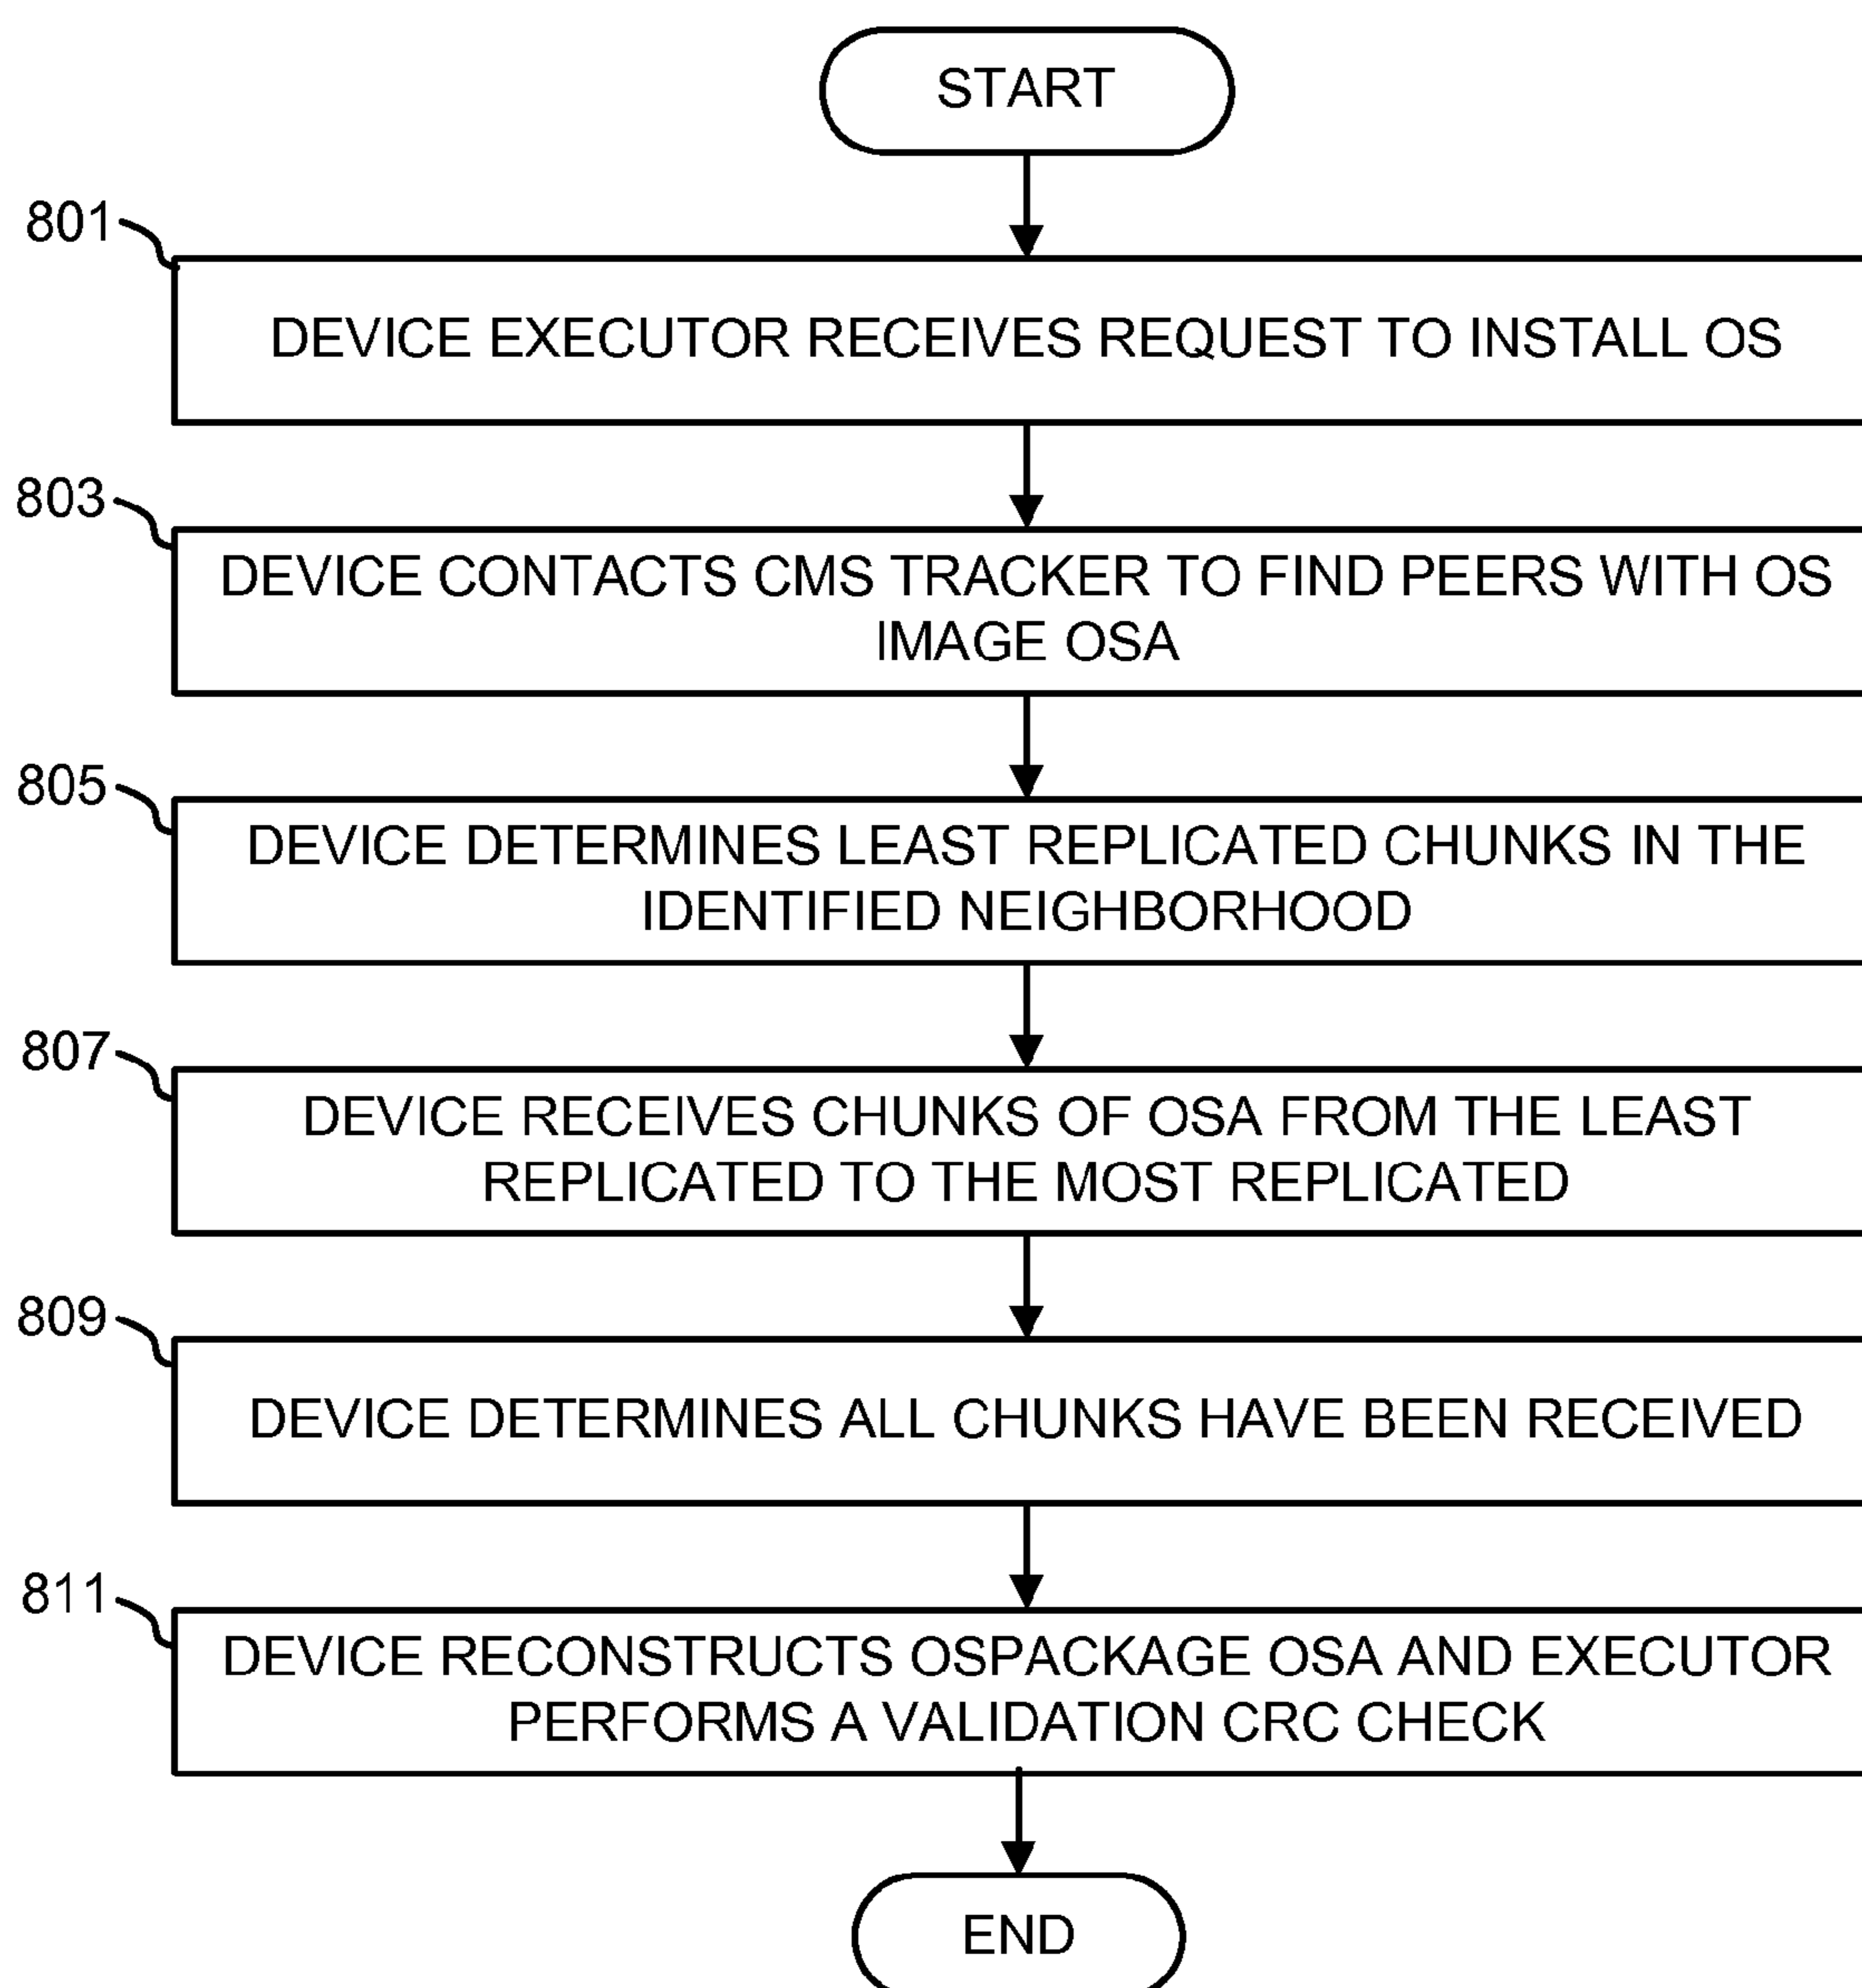 START
801
DEVICE EXECUTOR RECEIVES REQUEST TO INSTALL OS
803
DEVICE CONTACTS CMS TRACKER TO FIND PEERS WITH OS
IMAGE OSA
805
DEVICE DETERMINES LEAST REPLICATED CHUNKS IN THE
IDENTIFIED NEIGHBORHOOD
807
DEVICE RECEIVES CHUNKS OF OSA FROM THE LEAST
REPLICATED TO THE MOST REPLICATED
809
DEVICE DETERMINES ALL CHUNKS HAVE BEEN RECEIVED
811
DEVICE RECONSTRUCTS OSPACKAGE OSA AND EXECUTOR
PERFORMS A VALIDATION CRC CHECK
END